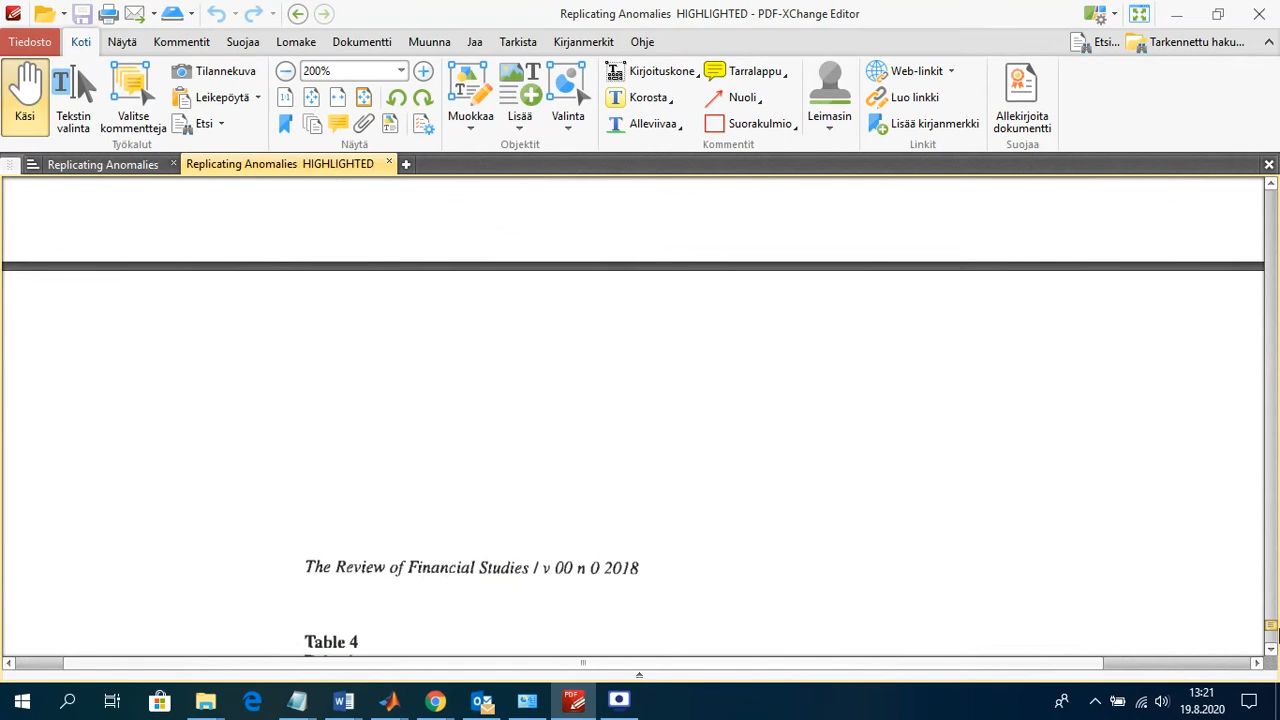 Replicating Anomalies HIGHLIGHTED - PDF-XChange Editor
Tiedosto Koti Näytä Kommentit Suojaa Lomake Dokumentti Muunna Jaa Tarkista Kirjanmerkit Ohje Etsi... Tarkennettu haku...
Käsi
Tekstin valinta
Valitse kommentteja
Tilannekuva
Leikepöytä
Etsi
Työkalut
200%
Näytä
Muokkaa
Lisää
Valinta
Objektit
Kirjoituskone
Korosta
Alleviivaa
Tarralappu
Nuoli
Suorakulmio
Leimasin
Kommentit
Web-linkit
Luo linkki
Lisää kirjanmerkki
Linkit
Allekirjoita dokumentti
Suojaa
Replicating Anomalies
Replicating Anomalies HIGHLIGHTED
The Review of Financial Studies / v 00 n 0 2018
Table 4
13:21
19.8.2020